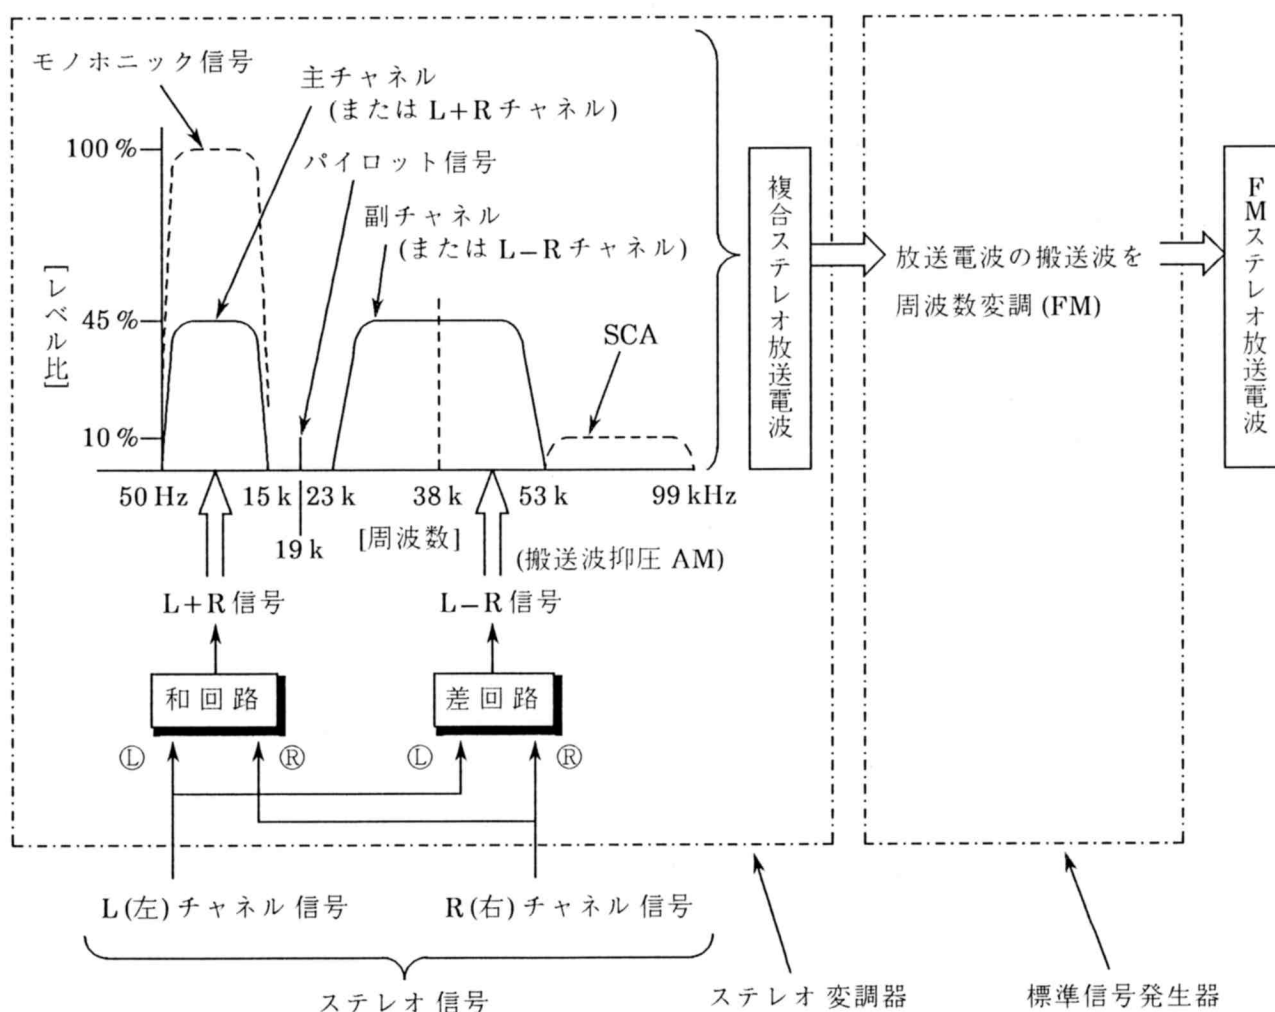 モノホニック信号
主チャネル
(または L+R チャネル)
パイロット信号
副チャネル
(または L−R チャネル)
100 %
45 %
10 %
[レベル比]
SCA
50 Hz
15 k
23 k
38 k
53 k
99 kHz
19 k
[周波数]
(搬送波抑圧 AM)
L+R 信号
L−R 信号
和回路
差回路
Ⓛ
Ⓡ
Ⓛ
Ⓡ
L(左)チャネル 信号
R(右)チャネル 信号
ステレオ 信号
複合ステレオ放送電波
放送電波の搬送波を
周波数変調 (FM)
FMステレオ放送電波
ステレオ 変調器
標準信号発生器